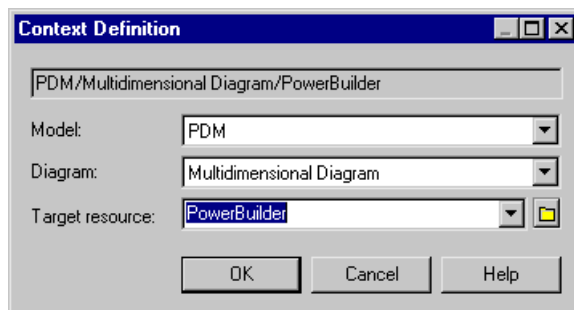 Context Definition
PDM/Multidimensional Diagram/PowerBuilder
Model: PDM
Diagram: Multidimensional Diagram
Target resource: PowerBuilder
OK Cancel Help